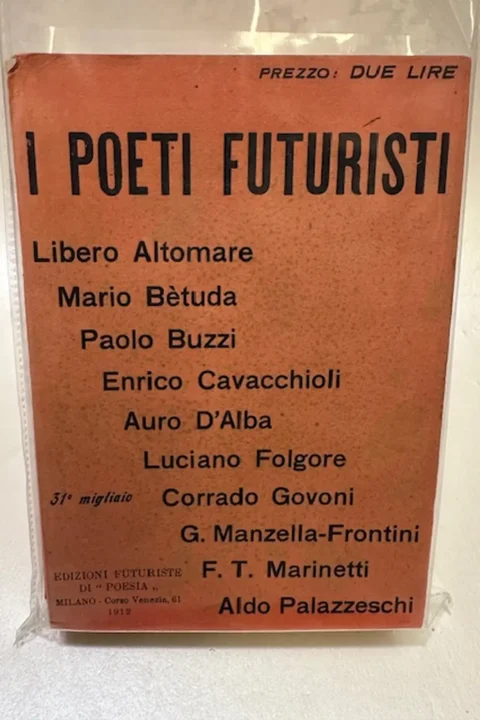 PREZZO: DUE LIRE
I POETI FUTURISTI
Libero Altomare
Mario Bètuda
Paolo Buzzi
Enrico Cavacchioli
Auro D'Alba
Luciano Folgore
31º migliaio
Corrado Govoni
G. Manzella-Frontini
F. T. Marinetti
Aldo Palazzeschi
EDIZIONI FUTURISTE
DI " POESIA „
MILANO - Corso Venezia, 61
1912